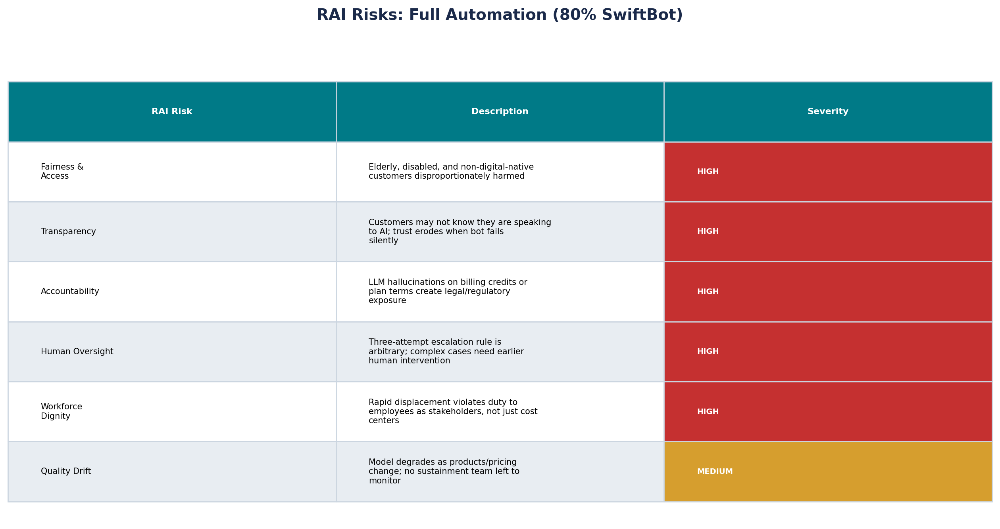 RAI Risks: Full Automation (80% SwiftBot)
RAI Risk
Description
Severity
Fairness &
Access
Elderly, disabled, and non-digital-native
customers disproportionately harmed
HIGH
Transparency
Customers may not know they are speaking
to AI; trust erodes when bot fails
silently
HIGH
Accountability
LLM hallucinations on billing credits or
plan terms create legal/regulatory
exposure
HIGH
Human Oversight
Three-attempt escalation rule is
arbitrary; complex cases need earlier
human intervention
HIGH
Workforce
Dignity
Rapid displacement violates duty to
employees as stakeholders, not just cost
centers
HIGH
Quality Drift
Model degrades as products/pricing
change; no sustainment team left to
monitor
MEDIUM